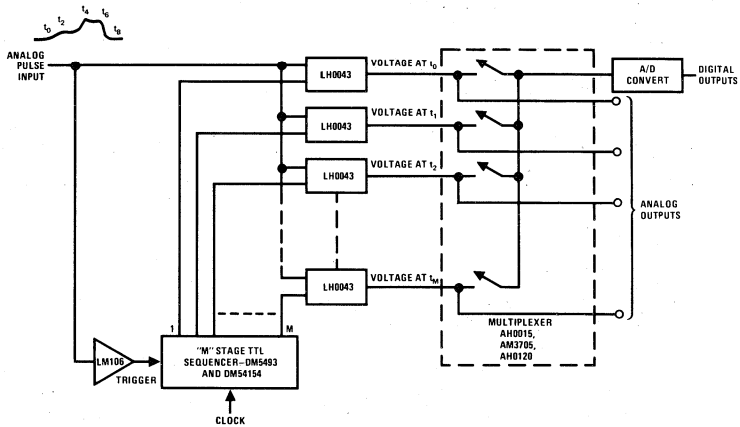 t0 t2 t4 t6 t8
ANALOG
PULSE
INPUT
LH0043
VOLTAGE AT t0
A/D
CONVERT
DIGITAL
OUTPUTS
LH0043
VOLTAGE AT t1
LH0043
VOLTAGE AT t2
ANALOG
OUTPUTS
LH0043
VOLTAGE AT tM
1
M
MULTIPLEXER
AH0015,
AM3705,
AH0120
LM106
TRIGGER
"M" STAGE TTL
SEQUENCER–DM5493
AND DM54154
CLOCK